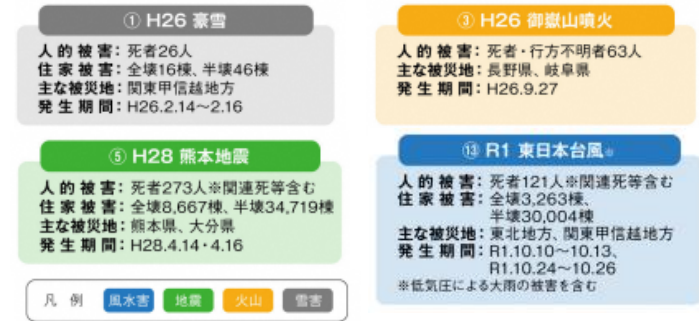 ① H26 豪雪
人的被害：死者26人
住家被害：全壊16棟、半壊46棟
主な被災地：関東甲信越地方
発生期間：H26.2.14～2.16
③ H26 御嶽山噴火
人的被害：死者・行方不明者63人
主な被災地：長野県、岐阜県
発生期間：H26.9.27
⑤ H28 熊本地震
人的被害：死者273人※関連死等含む
住家被害：全壊8,667棟、半壊34,719棟
主な被災地：熊本県、大分県
発生期間：H28.4.14・4.16
⑬ R1 東日本台風※
人的被害：死者121人※関連死等含む
住家被害：全壊3,263棟、
半壊30,004棟
主な被災地：東北地方、関東甲信越地方
発生期間：R1.10.10～10.13、
R1.10.24～10.26
※低気圧による大雨の被害を含む
凡例 風水害 地震 火山 雪害